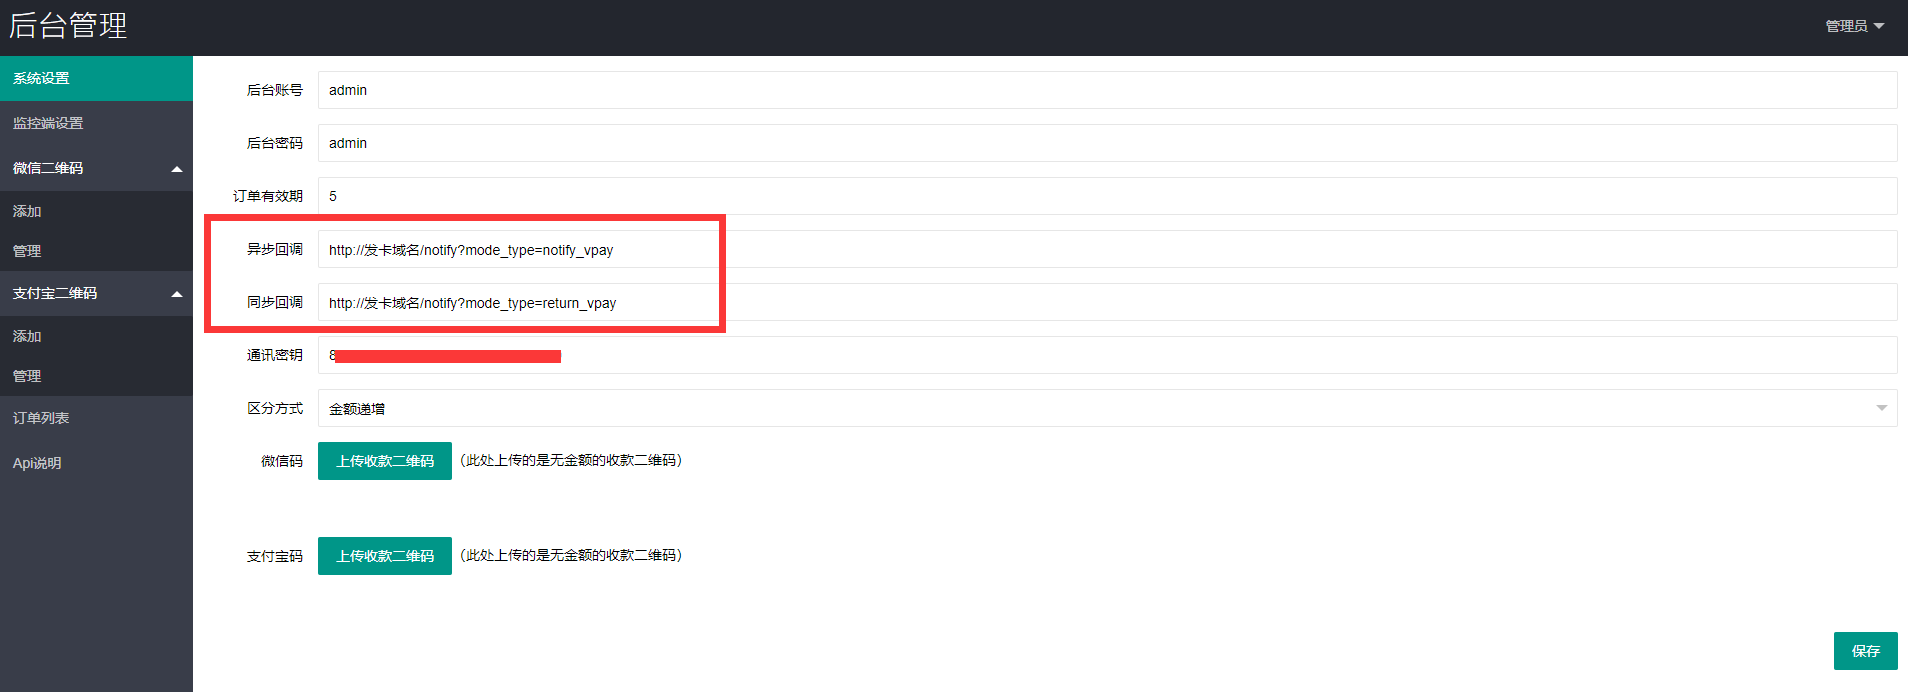 后台管理
管理员
系统设置
监控端设置
微信二维码
添加
管理
支付宝二维码
添加
管理
订单列表
Api说明
后台账号 admin
后台密码 admin
订单有效期 5
异步回调 http://发卡域名/notify?mode_type=notify_vpay
同步回调 http://发卡域名/notify?mode_type=return_vpay
通讯密钥 8
区分方式 金额递增
微信码 上传收款二维码 (此处上传的是无金额的收款二维码)
支付宝码 上传收款二维码 (此处上传的是无金额的收款二维码)
保存